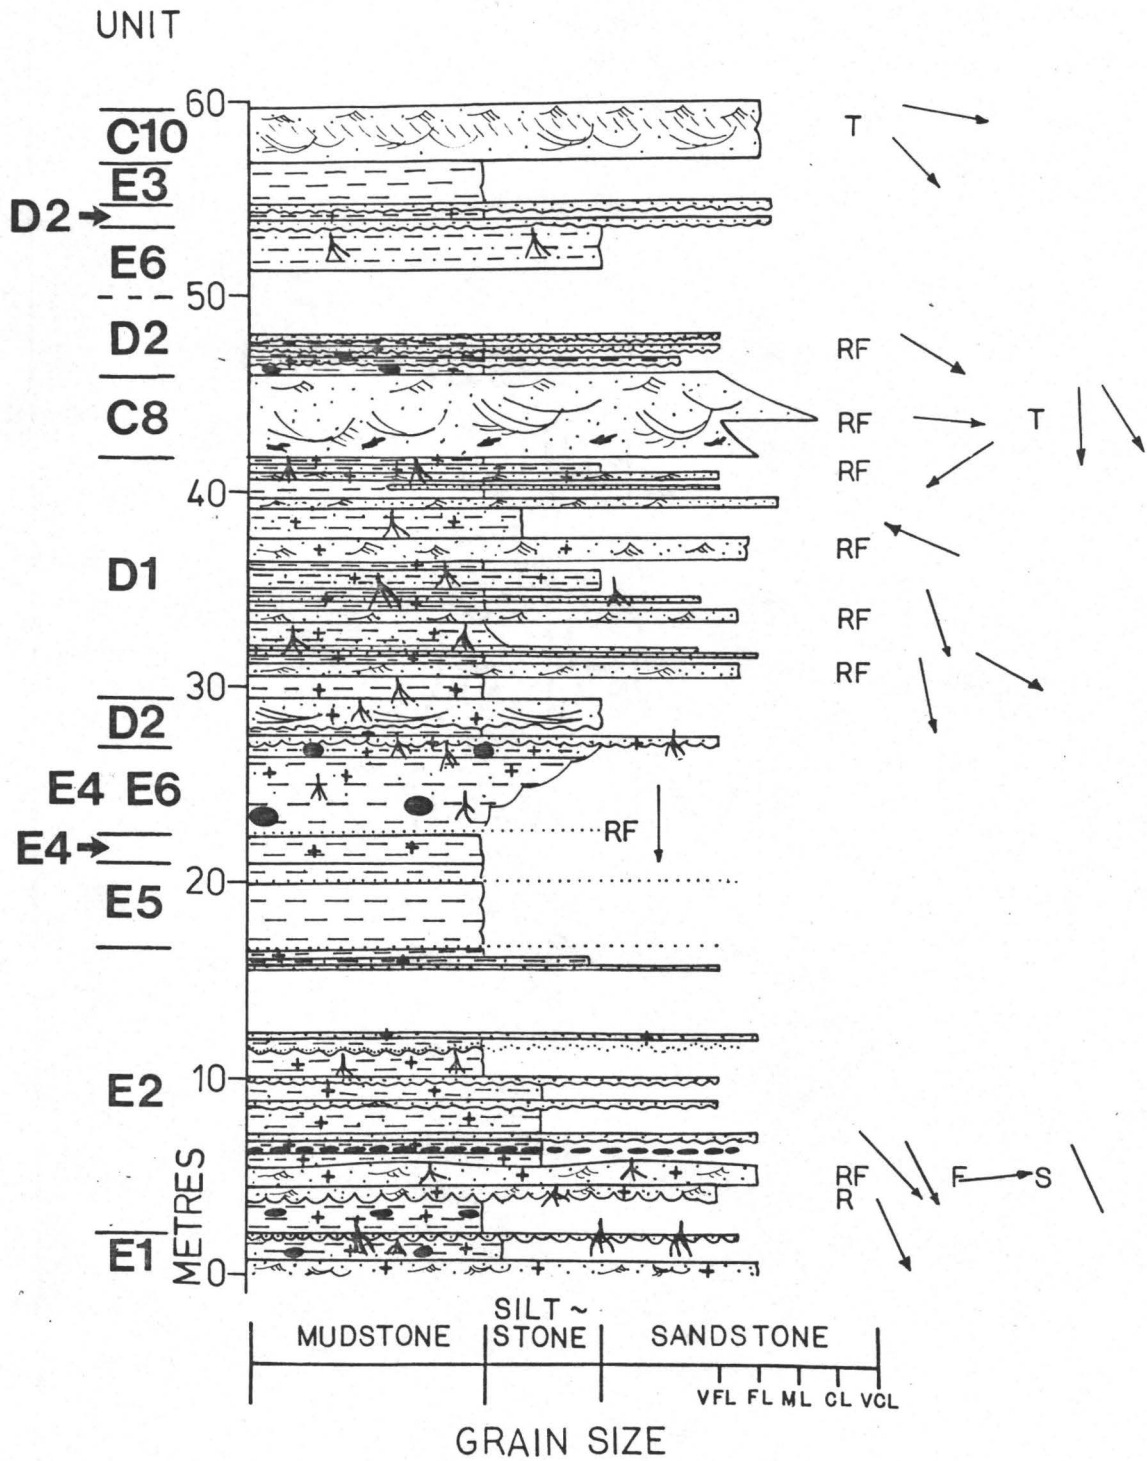 UNIT
60
C10
T
E3
D2
E6
50
D2
RF
C8
RF
T
RF
40
D1
RF
RF
RF
30
D2
E4 E6
RF
E4
20
E5
10
E2
RF
F
S
R
E1
METRES
0
SILT~
MUDSTONE
STONE
SANDSTONE
VFL FL ML CL VCL
GRAIN SIZE